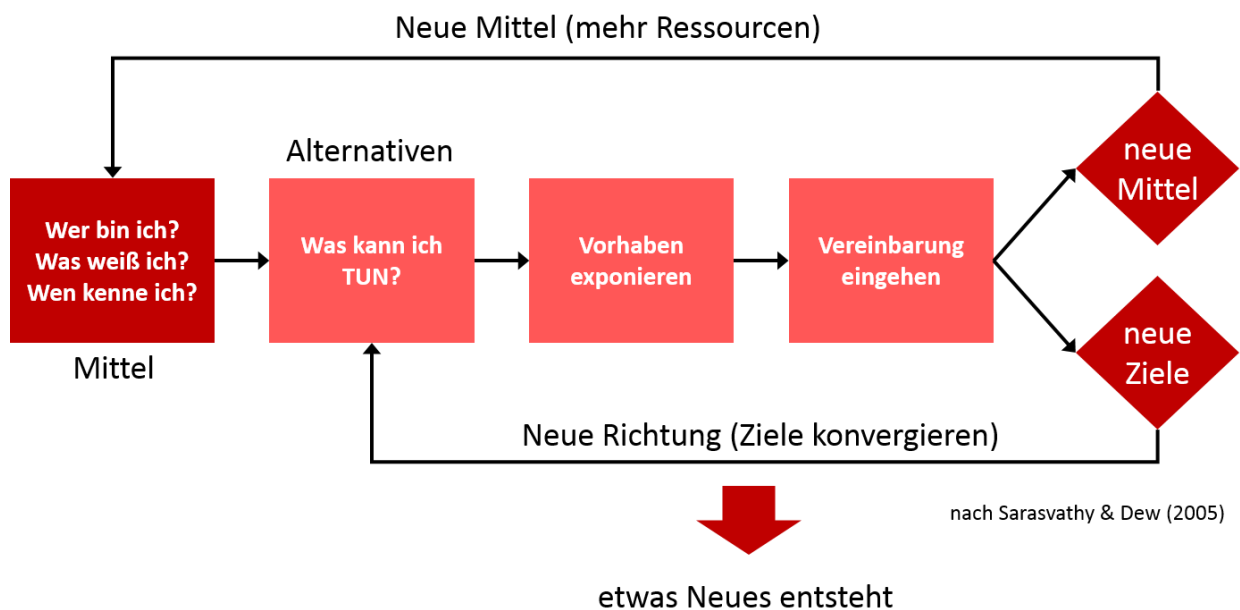 Neue Mittel (mehr Ressourcen)
Alternativen
Wer bin ich?
Was weiß ich?
Wen kenne ich?
Mittel
Was kann ich
TUN?
Vorhaben
exponieren
Vereinbarung
eingehen
neue
Mittel
neue
Ziele
Neue Richtung (Ziele konvergieren)
nach Sarasvathy & Dew (2005)
etwas Neues entsteht